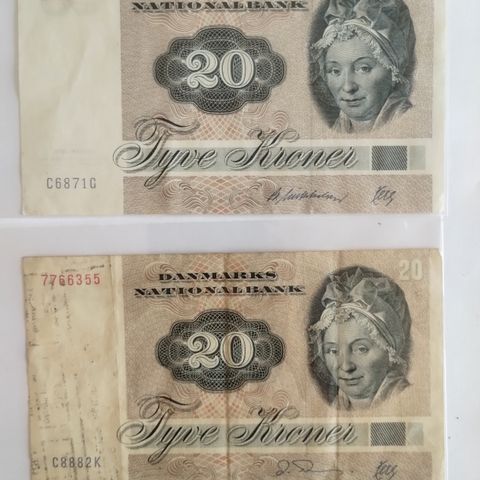 NATIONALBANK
20
Tyve Kroner
C6871G
7766355
DANMARKS
20
NATIONALBANK
20
Tyve Kroner
C8882K